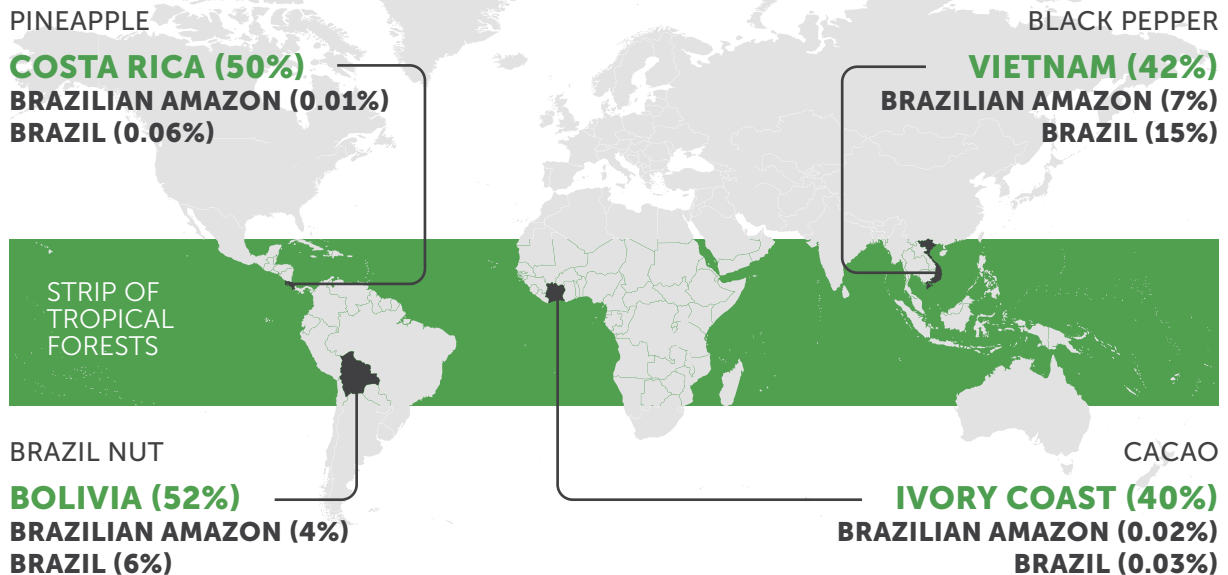 PINEAPPLE
COSTA RICA (50%)
BRAZILIAN AMAZON (0.01%)
BRAZIL (0.06%)
BLACK PEPPER
VIETNAM (42%)
BRAZILIAN AMAZON (7%)
BRAZIL (15%)
STRIP OF
TROPICAL
FORESTS
BRAZIL NUT
BOLIVIA (52%)
BRAZILIAN AMAZON (4%)
BRAZIL (6%)
CACAO
IVORY COAST (40%)
BRAZILIAN AMAZON (0.02%)
BRAZIL (0.03%)